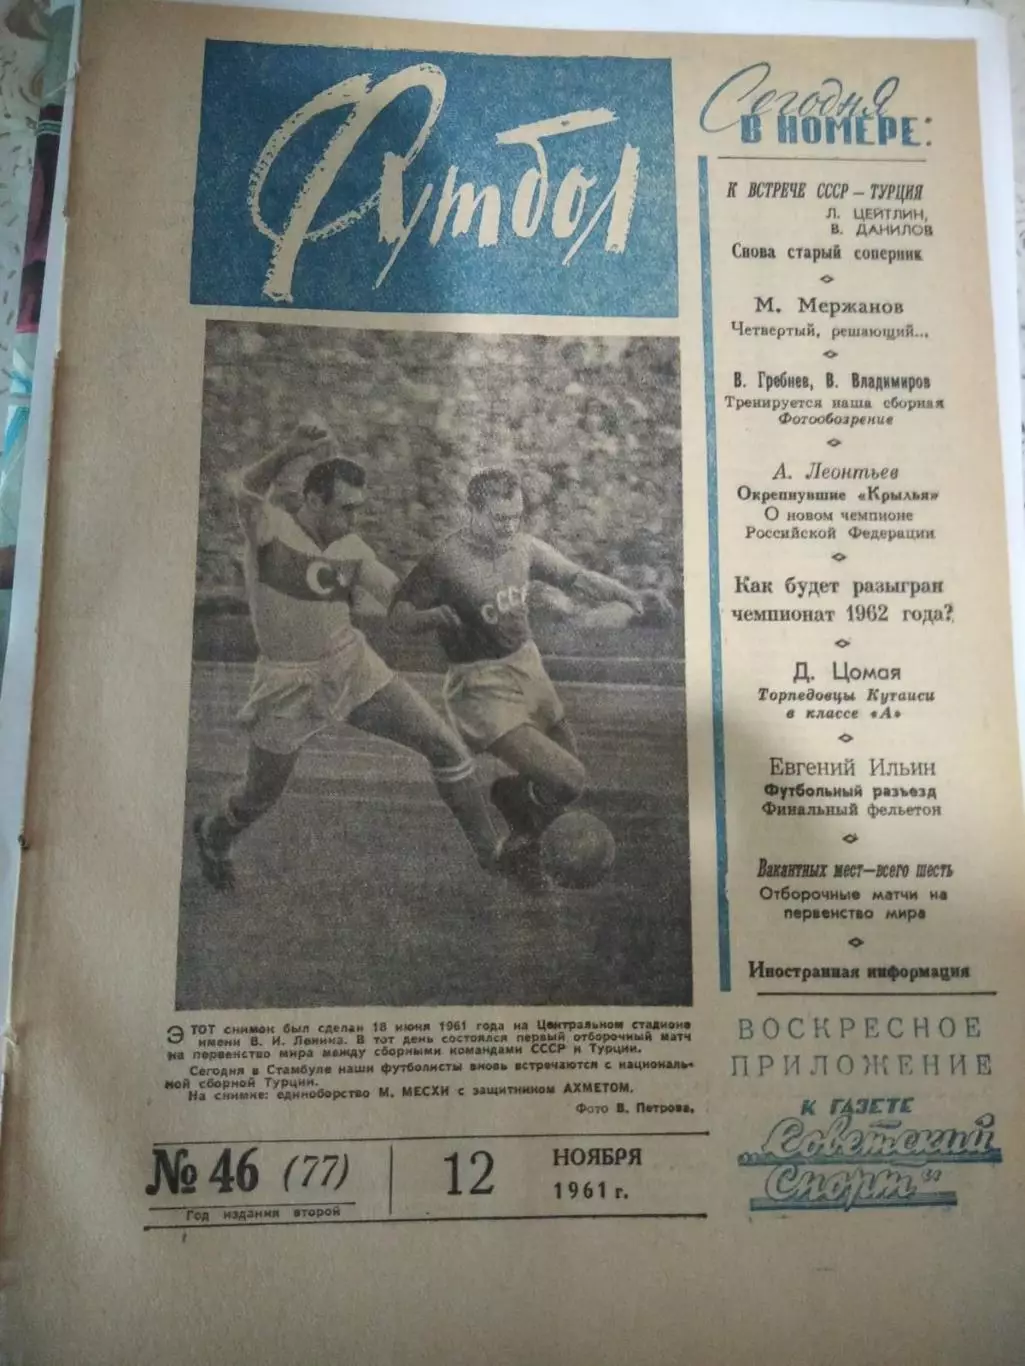 Футбол
Сегодня
В НОМЕРЕ:
К ВСТРЕЧЕ СССР – ТУРЦИЯ
Л. ЦЕЙТЛИН,
В. ДАНИЛОВ
Снова старый соперник
М. Мержанов
Четвертый, решающий...
В. Гребнев, В. Владимиров
Тренируется наша сборная
Фотообозрение
А. Леонтьев
Окрепнувшие «Крылья»
О новом чемпионе
Российской Федерации
Как будет разыгран
чемпионат 1962 года?
Д. Цомая
Торпедовцы Кутаиси
в классе «А»
Евгений Ильин
Футбольный разъезд
Финальный фельетон
Вакантных мест—всего шесть
Отборочные матчи на
первенство мира
Иностранная информация
ВОСКРЕСНОЕ
ПРИЛОЖЕНИЕ
К ГАЗЕТЕ
„Советский
Спорт“
СССР
ЭТОТ снимок был сделан 18 июня 1961 года на Центральном стадионе
имени В. И. Ленина. В тот день состоялся первый отборочный матч
на первенство мира между сборными командами СССР и Турции.
Сегодня в Стамбуле наши футболисты вновь встречаются с националь-
ной сборной Турции.
На снимке: единоборство М. МЕСХИ с защитником АХМЕТОМ.
Фото В. Петрова.
№ 46 (77)
Год издания второй
12
НОЯБРЯ
1961 г.